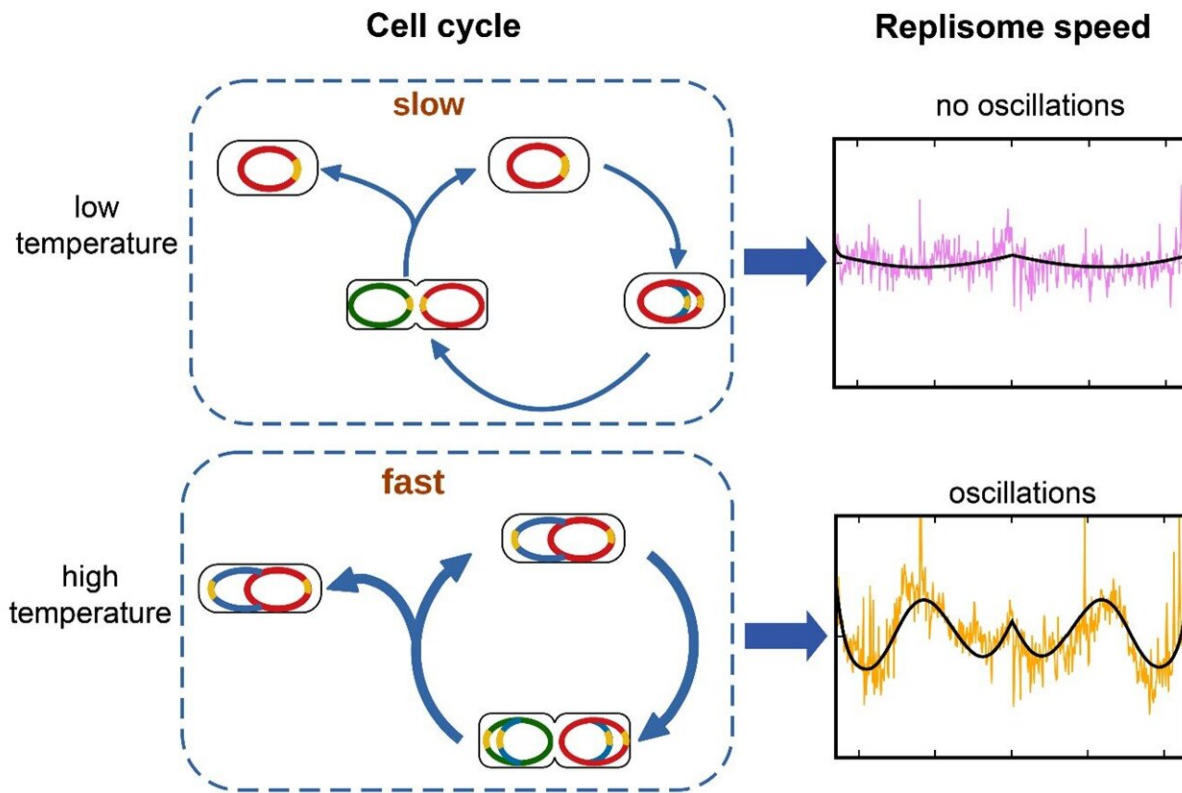 Cell cycle
Replisome speed
slow
no oscillations
low
temperature
fast
oscillations
high
temperature